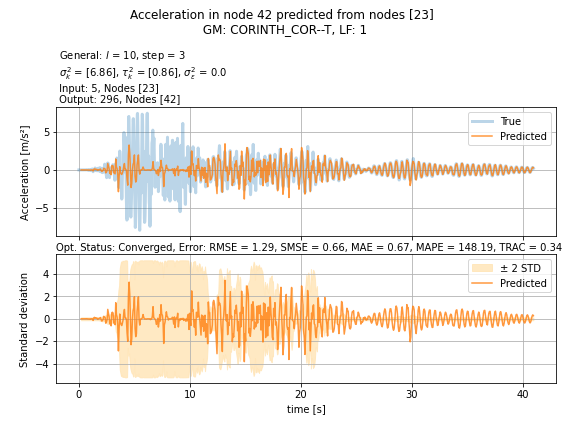 Acceleration in node 42 predicted from nodes [23]
GM: CORINTH_COR--T, LF: 1
General: l = 10, step = 3
σ²ₖ = [6.86], τ²ₖ = [0.86], σ²ε = 0.0
Input: 5, Nodes [23]
Output: 296, Nodes [42]
Acceleration [m/s²]
5
0
−5
True
Predicted
Opt. Status: Converged, Error: RMSE = 1.29, SMSE = 0.66, MAE = 0.67, MAPE = 148.19, TRAC = 0.34
Standard deviation
4
2
0
−2
−4
± 2 STD
Predicted
0 10 20 30 40
time [s]